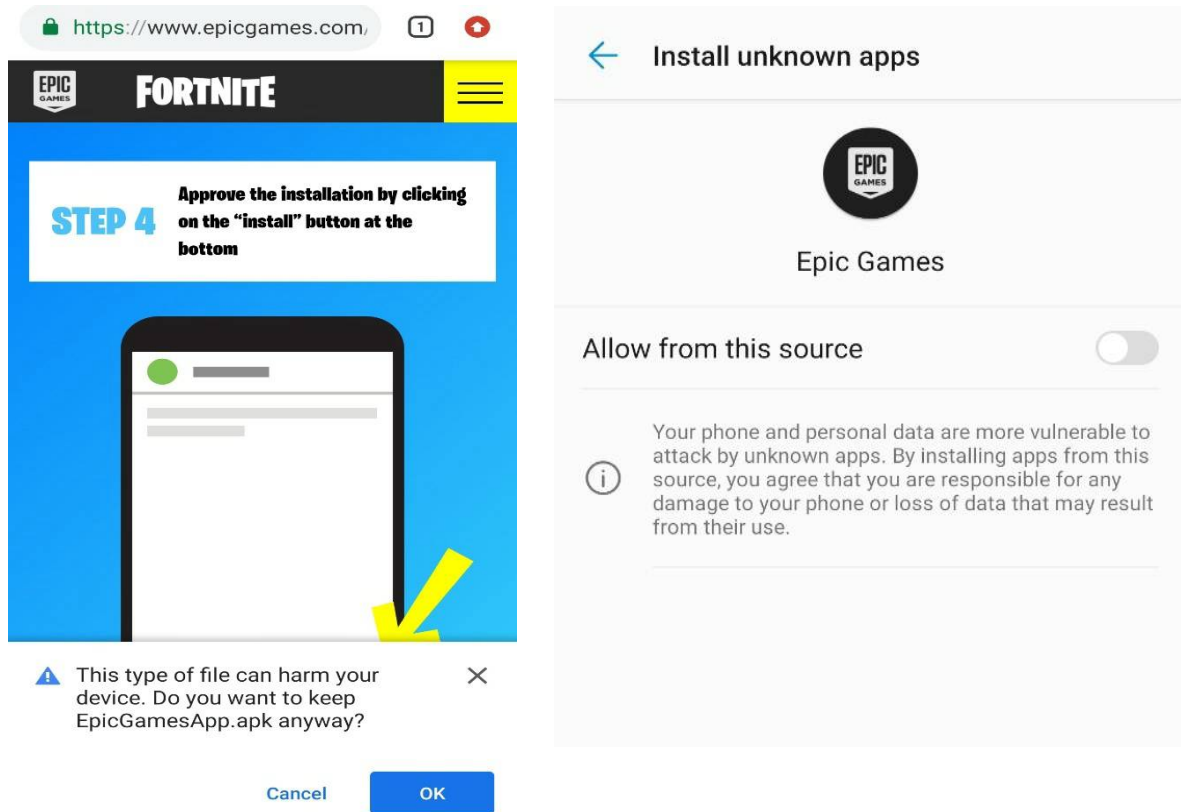 https://www.epicgames.com/
1
EPIC
GAMES
FORTNITE
STEP 4
Approve the installation by clicking
on the “install” button at the
bottom
This type of file can harm your
device. Do you want to keep
EpicGamesApp.apk anyway?
Cancel
OK
Install unknown apps
EPIC
GAMES
Epic Games
Allow from this source
Your phone and personal data are more vulnerable to
attack by unknown apps. By installing apps from this
source, you agree that you are responsible for any
damage to your phone or loss of data that may result
from their use.